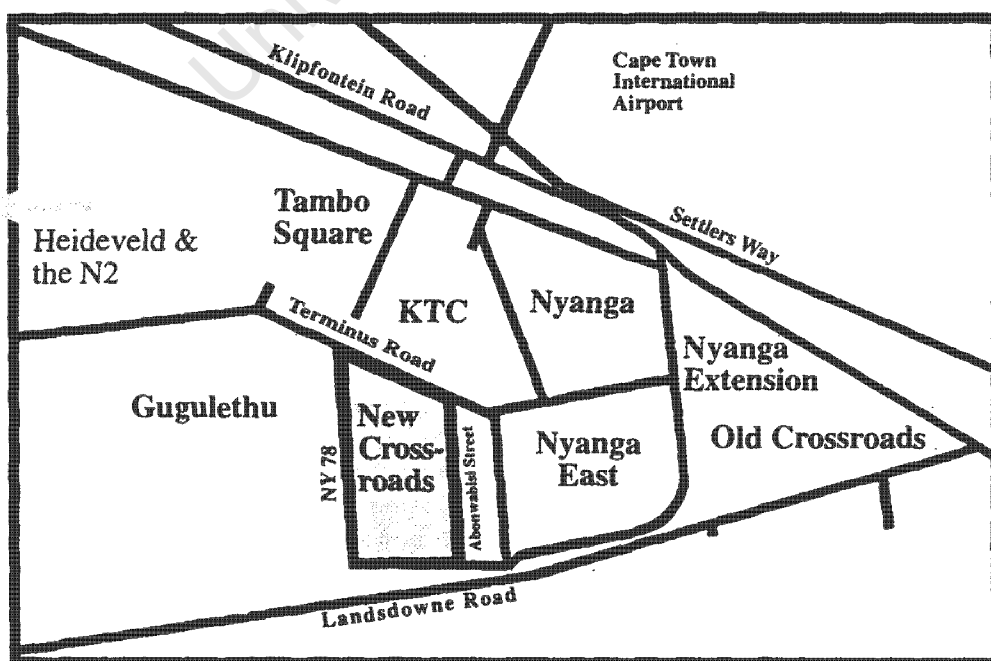 Univ
Klipfontein Road
Cape Town
International
Airport
Tambo
Square
Settlers Way
Heideveld &
the N2
KTC
Nyanga
Terminus Road
Nyanga
Extension
Gugulethu
New
Cross-
roads
NY 78
Abonwabisi Street
Nyanga
East
Old Crossroads
Landsdowne Road